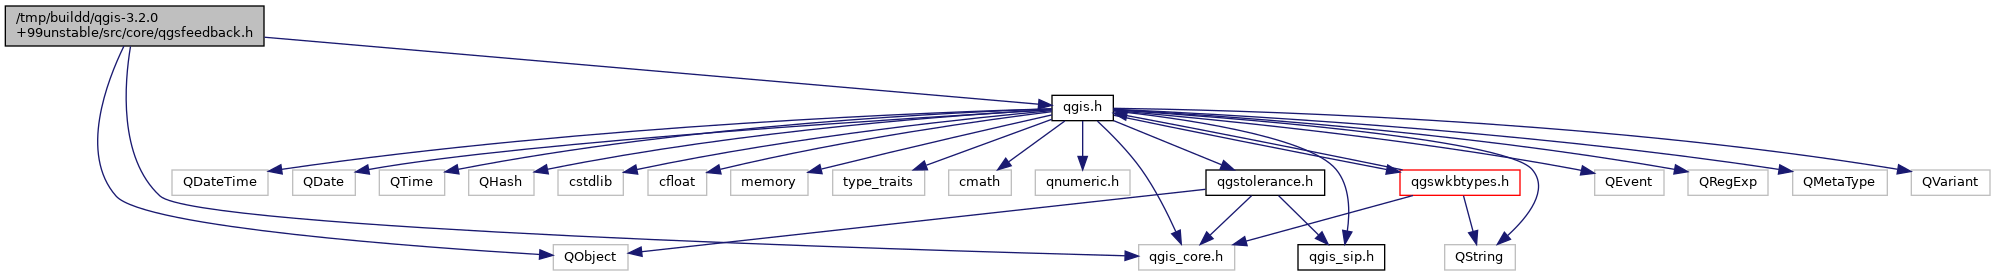 /tmp/buildd/qgis-3.2.0
+99unstable/src/core/qgsfeedback.h
qgis.h
QDateTime
QDate
QTime
QHash
cstdlib
cfloat
memory
type_traits
cmath
qnumeric.h
qgstolerance.h
qgswkbtypes.h
QEvent
QRegExp
QMetaType
QVariant
QObject
qgis_core.h
qgis_sip.h
QString